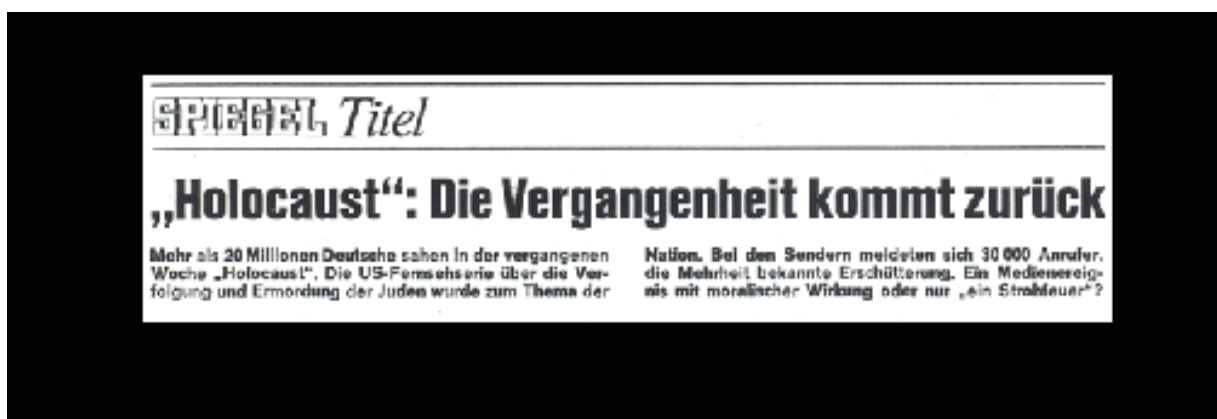 SPIEGEL Titel
„Holocaust“: Die Vergangenheit kommt zurück
Mehr als 20 Millionen Deutsche sahen in der vergangenen
Woche „Holocaust“. Die US-Fernsehserie über die Ver-
folgung und Ermordung der Juden wurde zum Thema der
Nation. Bei den Sendern meldeten sich 30 000 Anrufer,
die Mehrheit bekannte Erschütterung. Ein Medienereig-
nis mit moralischer Wirkung oder nur „ein Strohfeuer“?